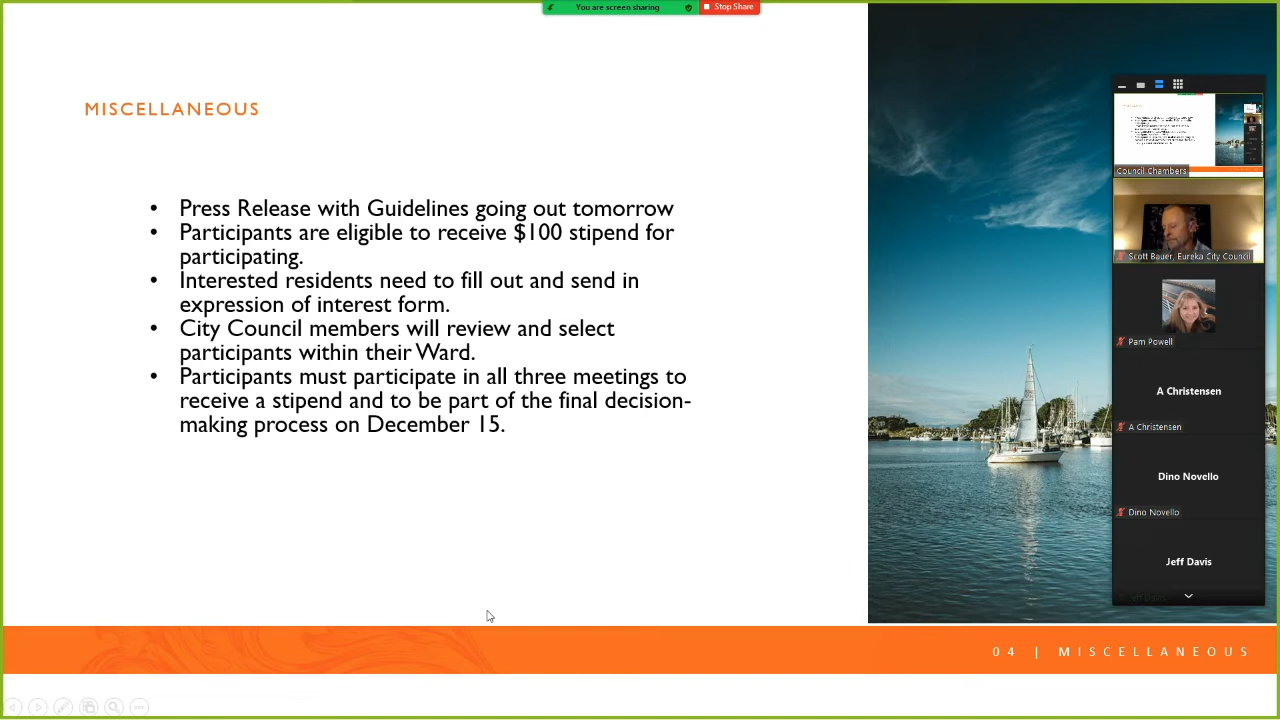 You are screen sharing
Stop Share
MISCELLANEOUS
• Press Release with Guidelines going out tomorrow
• Participants are eligible to receive $100 stipend for
participating.
• Interested residents need to fill out and send in
expression of interest form.
• City Council members will review and select
participants within their Ward.
• Participants must participate in all three meetings to
receive a stipend and to be part of the final decision-
making process on December 15.
04 | MISCELLANEOUS
Council Chambers
Scott Bauer, Eureka City Council
Pam Powell
A Christensen
A Christensen
Dino Novello
Dino Novello
Jeff Davis
Jeff Davis